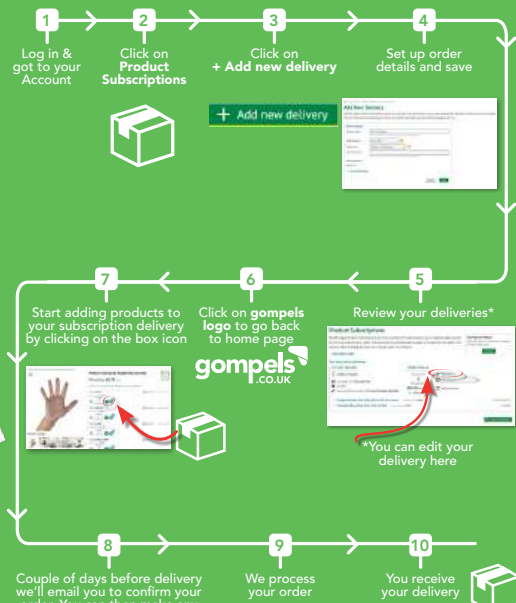 1
2
3
4
Log in &
got to your
Account
Click on
Product
Subscriptions
Click on
+ Add new delivery
Set up order
details and save
+ Add new delivery
7
6
5
Start adding products to
your subscription delivery
by clicking on the box icon
Click on gompels
logo to go back
to home page
gompels
.CO.UK
Review your deliveries*
Product Subscriptions
*You can edit your
delivery here
8
9
10
Couple of days before delivery
we'll email you to confirm your
We process
your order
You receive
your delivery